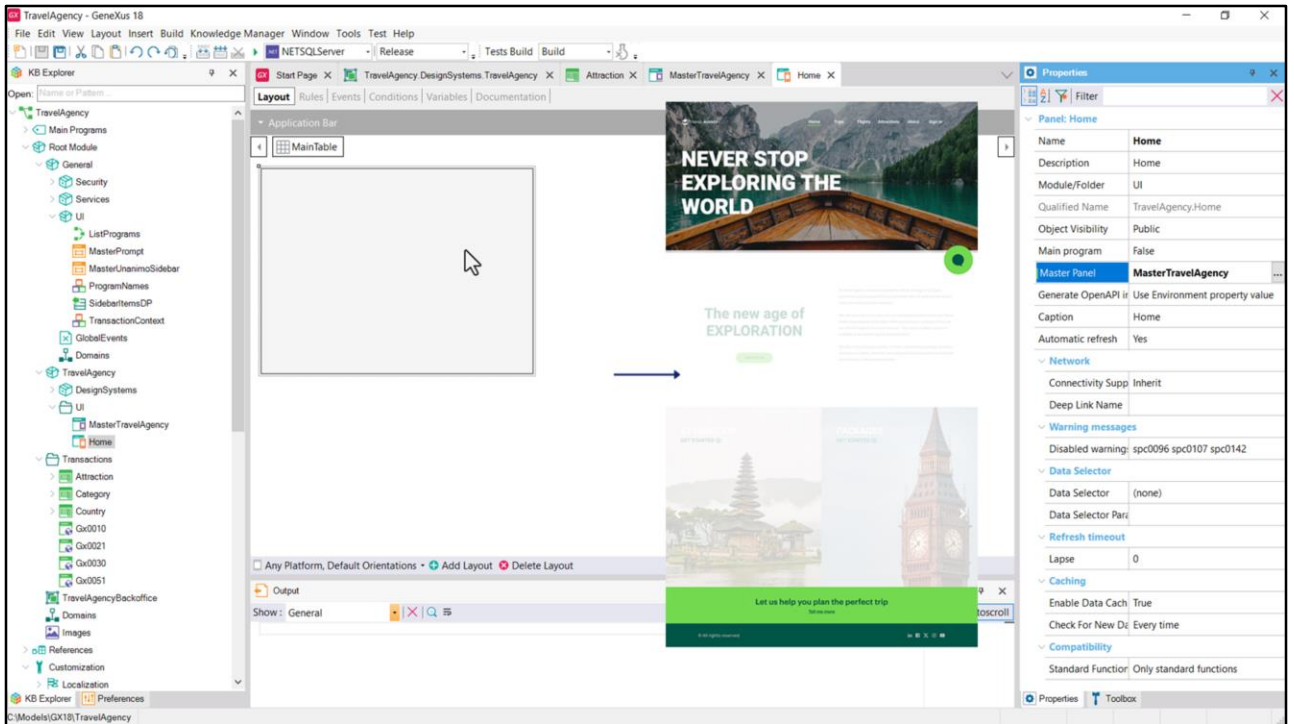 TravelAgency - GeneXus 18
File Edit View Layout Insert Build Knowledge Manager Window Tools Test Help
NETSQLServer Release Tests Build Build
KB Explorer
Open: Name or Pattern...
TravelAgency
Main Programs
Root Module
General
Security
Services
UI
ListPrograms
MasterPrompt
MasterUnanimoSidebar
ProgramNames
SidebarItemsDP
TransactionContext
GlobalEvents
Domains
TravelAgency
DesignSystems
UI
MasterTravelAgency
Home
Transactions
Attraction
Category
Country
Gx0010
Gx0021
Gx0030
Gx0051
TravelAgencyBackoffice
Domains
Images
References
Customization
Localization
KB Explorer Preferences
C:\Models\GX18\TravelAgency
Start Page TravelAgency.DesignSystems.TravelAgency Attraction MasterTravelAgency Home
Layout Rules Events Conditions Variables Documentation
Application Bar
MainTable
NEVER STOP
EXPLORING THE
WORLD
The new age of
EXPLORATION
Let us help you plan the perfect trip
Any Platform, Default Orientations Add Layout Delete Layout
Output
Show: General
toscroll
Properties
Filter
Panel: Home
Name Home
Description Home
Module/Folder UI
Qualified Name TravelAgency.Home
Object Visibility Public
Main program False
Master Panel MasterTravelAgency ...
Generate OpenAPI in Use Environment property value
Caption Home
Automatic refresh Yes
Network
Connectivity Supp Inherit
Deep Link Name
Warning messages
Disabled warning: spc0096 spc0107 spc0142
Data Selector
Data Selector (none)
Data Selector Para
Refresh timeout
Lapse 0
Caching
Enable Data Cach True
Check For New Da Every time
Compatibility
Standard Function Only standard functions
Properties Toolbox